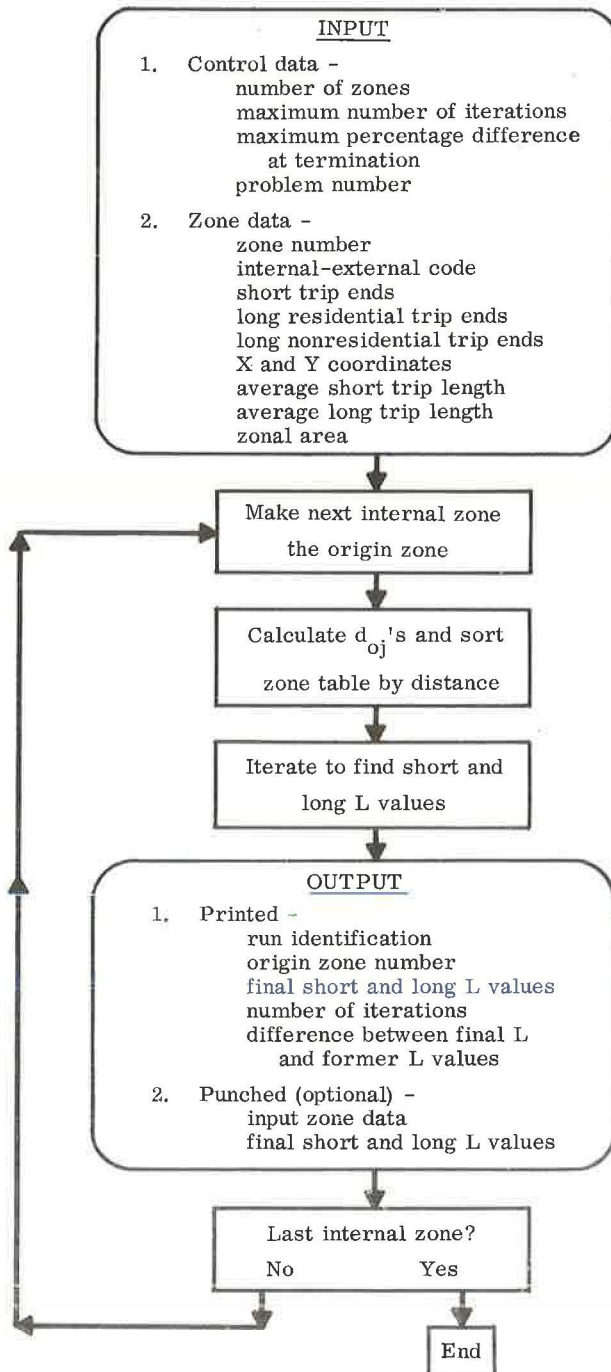 INPUT
1. Control data -
number of zones
maximum number of iterations
maximum percentage difference
at termination
problem number
2. Zone data -
zone number
internal-external code
short trip ends
long residential trip ends
long nonresidential trip ends
X and Y coordinates
average short trip length
average long trip length
zonal area
Make next internal zone
the origin zone
Calculate d_oj's and sort
zone table by distance
Iterate to find short and
long L values
OUTPUT
1. Printed -
run identification
origin zone number
final short and long L values
number of iterations
difference between final L
and former L values
2. Punched (optional) -
input zone data
final short and long L values
Last internal zone?
No Yes
End